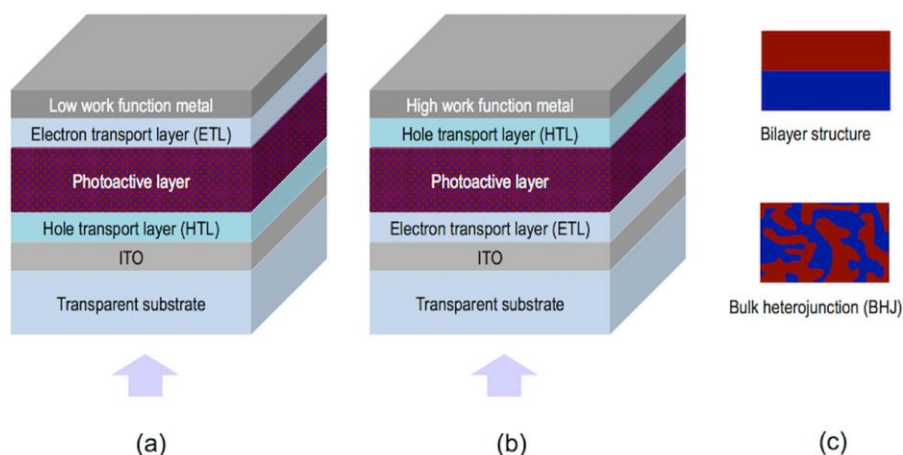 Low work function metal
Electron transport layer (ETL)
Photoactive layer
Hole transport layer (HTL)
ITO
Transparent substrate
(a)
High work function metal
Hole transport layer (HTL)
Photoactive layer
Electron transport layer (ETL)
ITO
Transparent substrate
(b)
Bilayer structure
Bulk heterojunction (BHJ)
(c)